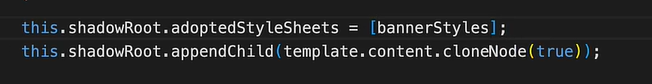 this.shadowRoot.adoptedStyleSheets = [bannerStyles];
this.shadowRoot.appendChild(template.content.cloneNode(true));